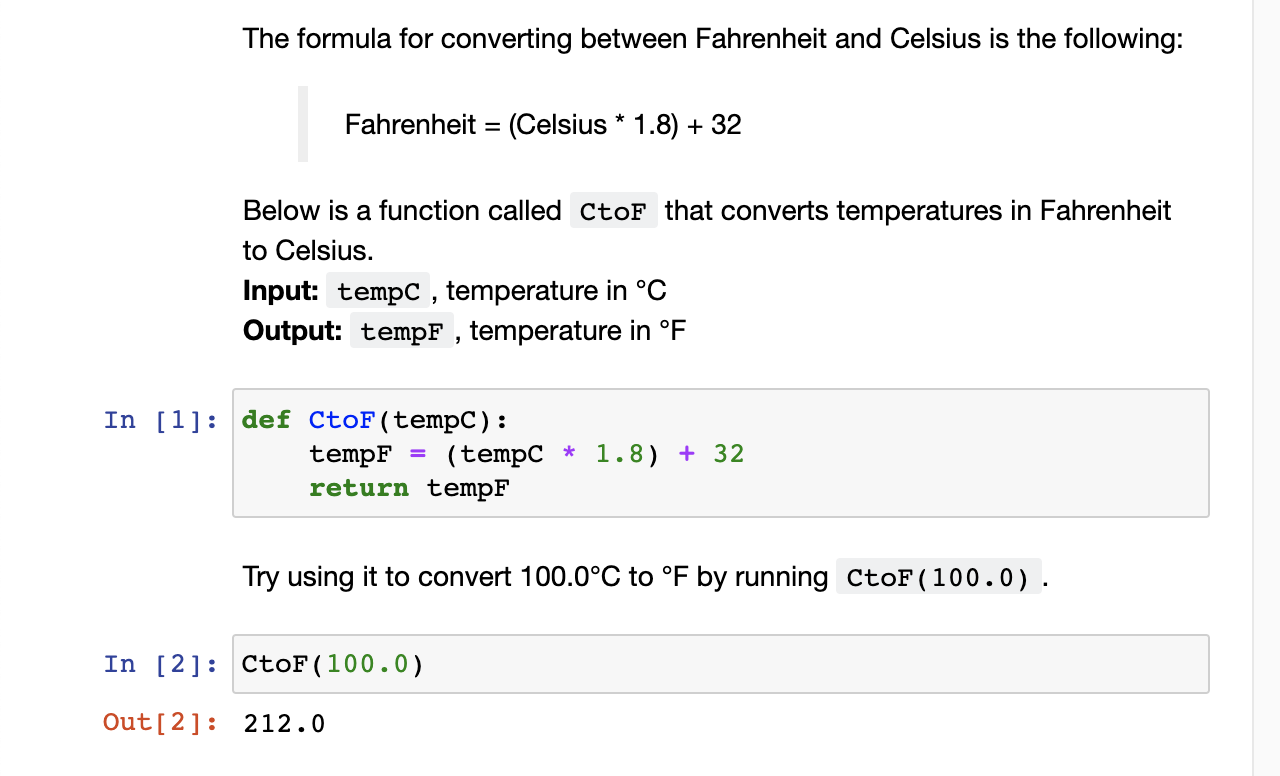 The formula for converting between Fahrenheit and Celsius is the following:
Fahrenheit = (Celsius * 1.8) + 32
Below is a function called CtoF that converts temperatures in Fahrenheit
to Celsius.
Input: tempC , temperature in °C
Output: tempF , temperature in °F
In [1]: def CtoF(tempC):
    tempF = (tempC * 1.8) + 32
    return tempF
Try using it to convert 100.0°C to °F by running CtoF(100.0) .
In [2]: CtoF(100.0)
Out[2]: 212.0